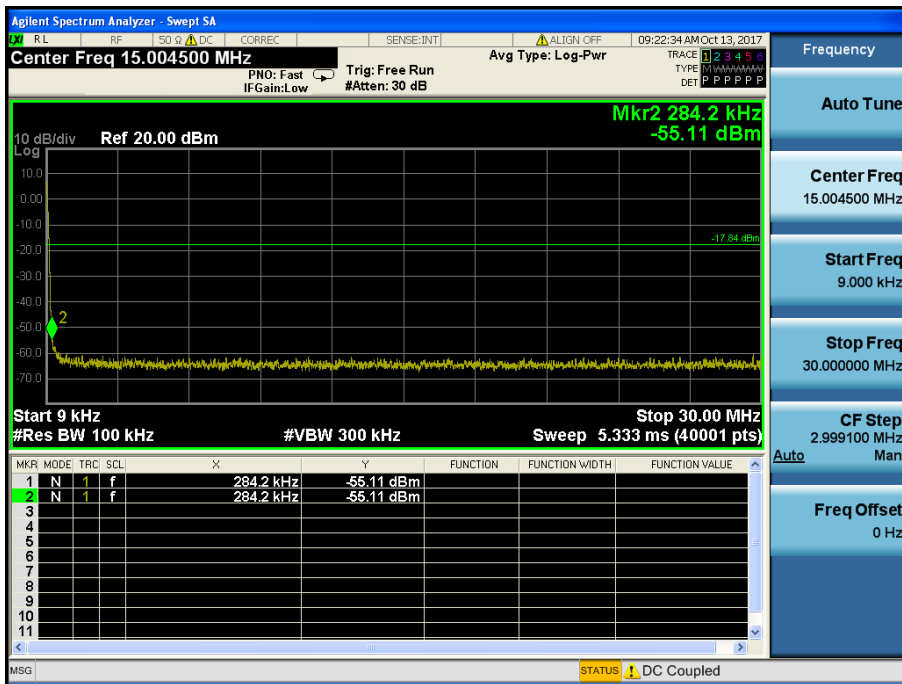 Agilent Spectrum Analyzer - Swept SA
LXI RL RF 50 Ω DC CORREC SENSE:INT ALIGN OFF 09:22:34 AM Oct 13, 2017
Center Freq 15.004500 MHz
PNO: Fast
IFGain:Low
Trig: Free Run
#Atten: 30 dB
Avg Type: Log-Pwr
TRACE 1 2 3 4 5 6
TYPE MWWWWW
DET P P P P P P
Mkr2 284.2 kHz
-55.11 dBm
10 dB/div Ref 20.00 dBm
Log
10.0
0.00
-10.0
-17.84 dBm
-20.0
-30.0
-40.0
2
-50.0
-60.0
-70.0
Start 9 kHz Stop 30.00 MHz
#Res BW 100 kHz #VBW 300 kHz Sweep 5.333 ms (40001 pts)
MKR MODE TRC SCL X Y FUNCTION FUNCTION WIDTH FUNCTION VALUE
1 N 1 f 284.2 kHz -55.11 dBm
2 N 1 f 284.2 kHz -55.11 dBm
3
4
5
6
7
8
9
10
11
MSG STATUS DC Coupled
Frequency
Auto Tune
Center Freq
15.004500 MHz
Start Freq
9.000 kHz
Stop Freq
30.000000 MHz
CF Step
2.999100 MHz
Auto Man
Freq Offset
0 Hz